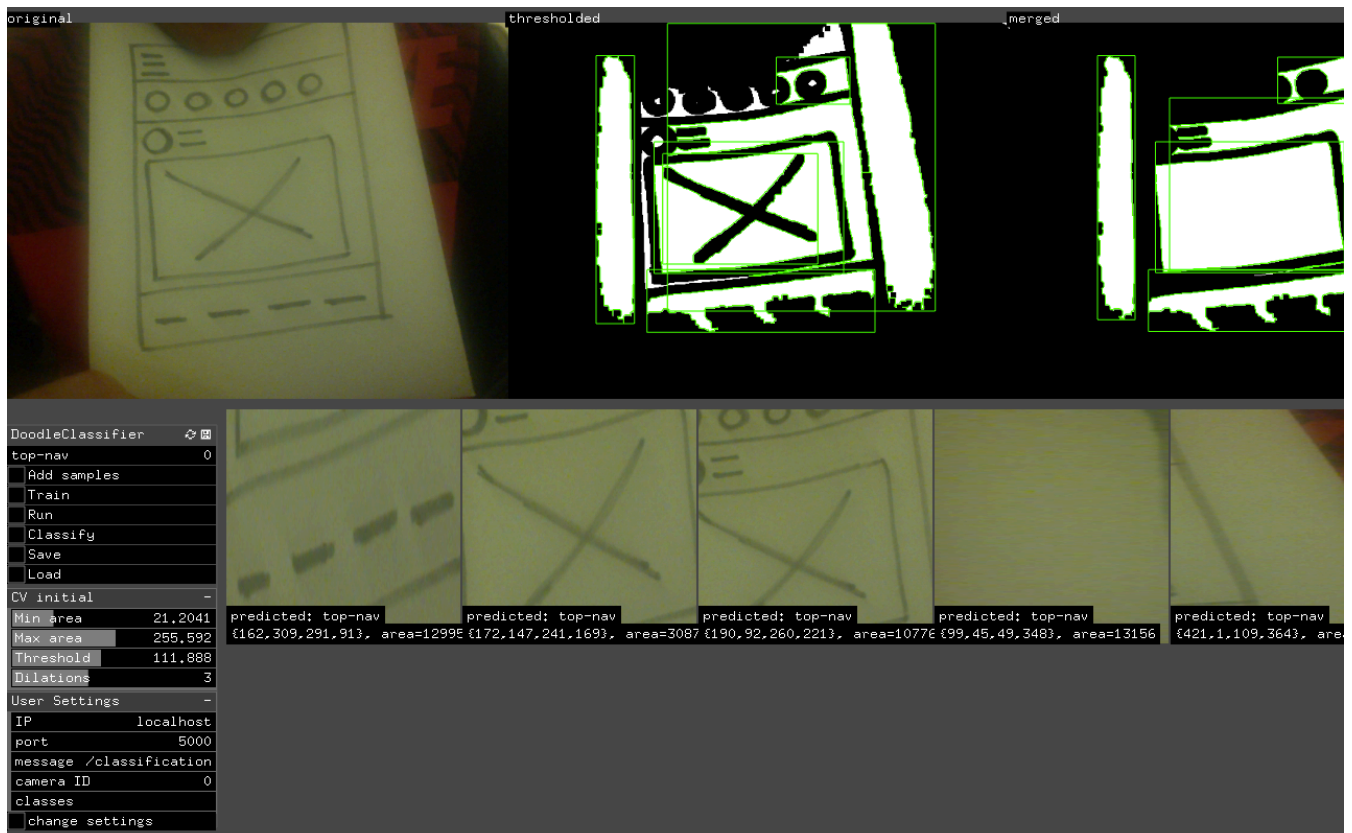 original
thresholded
merged
DoodleClassifier
top-nav 0
Add samples
Train
Run
Classify
Save
Load
CV initial -
Min area 21.2041
Max area 255.592
Threshold 111.888
Dilations 3
User Settings -
IP localhost
port 5000
message /classification
camera ID 0
classes
change settings
predicted: top-nav
{162,309,291,91}, area=12995
predicted: top-nav
{172,147,241,169}, area=3087
predicted: top-nav
{190,92,260,221}, area=10776
predicted: top-nav
{99,45,49,348}, area=13156
predicted: top-nav
{421,1,109,364}, area